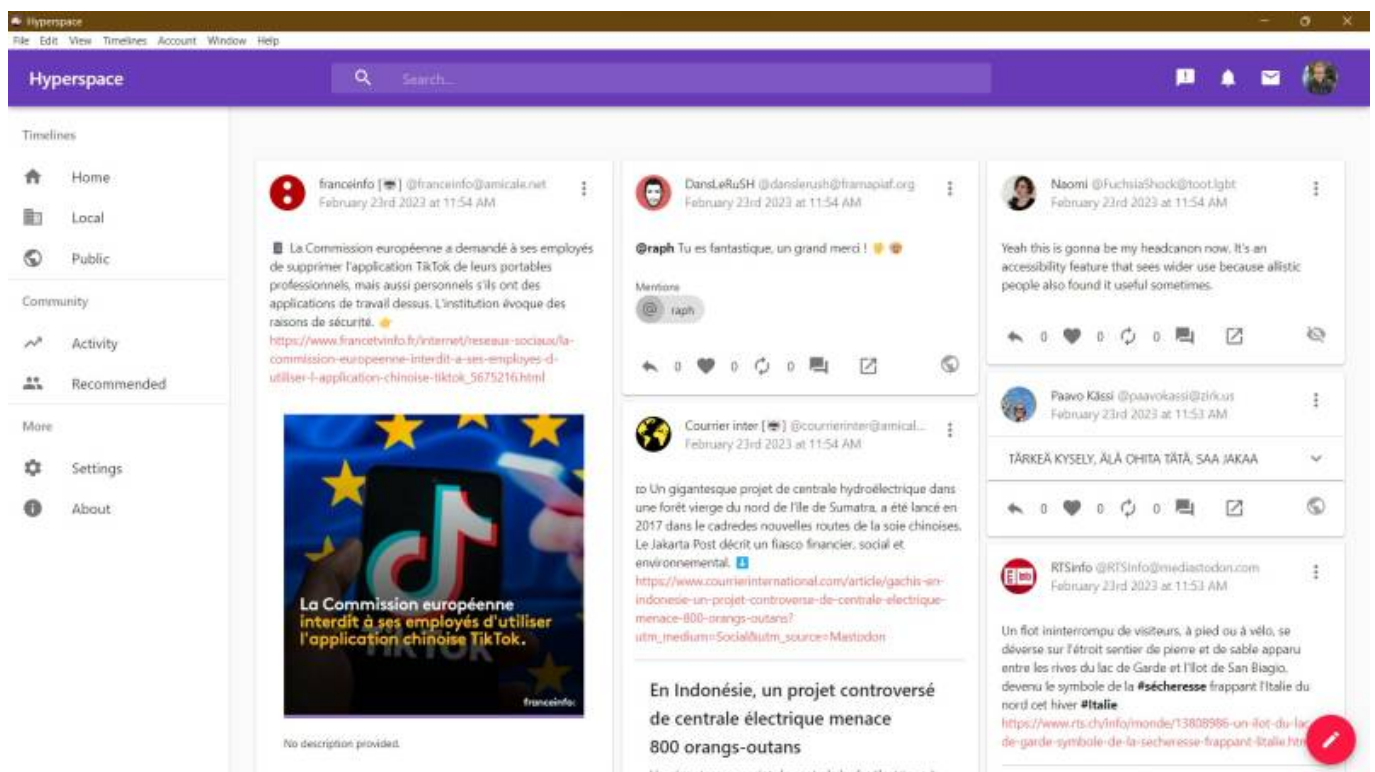 Hyperspace
File Edit View Timelines Account Window Help
Hyperspace
Search...
Timelines
Home
Local
Public
Community
Activity
Recommended
More
Settings
About
franceinfo [] @franceinfo@amicale.net
February 23rd 2023 at 11:54 AM
La Commission européenne a demandé à ses employés
de supprimer l'application TikTok de leurs portables
professionnels, mais aussi personnels s'ils ont des
applications de travail dessus. L'institution évoque des
raisons de sécurité. 👉
https://www.francetvinfo.fr/internet/reseaux-sociaux/la-
commission-europeenne-interdit-a-ses-employes-d-
utiliser-l-application-chinoise-tiktok_5675216.html
La Commission européenne
interdit à ses employés d'utiliser
l'application chinoise TikTok.
TikTok
franceinfo:
No description provided.
DansLeRuSH @danslerush@framapiaf.org
February 23rd 2023 at 11:54 AM
@raph Tu es fantastique, un grand merci !
Mentions
@ raph
0 0 0
Courrier inter [] @courrierinter@amical...
February 23rd 2023 at 11:54 AM
Un gigantesque projet de centrale hydroélectrique dans
une forêt vierge du nord de l'île de Sumatra, a été lancé en
2017 dans le cadredes nouvelles routes de la soie chinoises.
Le Jakarta Post décrit un fiasco financier, social et
environnemental. ⬇️
https://www.courrierinternational.com/article/gachis-en-
indonesie-un-projet-controverse-de-centrale-electrique-
menace-800-orangs-outans?
utm_medium=Social&utm_source=Mastodon
En Indonésie, un projet controversé
de centrale électrique menace
800 orangs-outans
Naomi @FuchsiaShock@toot.lgbt
February 23rd 2023 at 11:54 AM
Yeah this is gonna be my headcanon now. It's an
accessibility feature that sees wider use because allistic
people also found it useful sometimes.
0 0 0
Paavo Kässi @paavokassi@zirk.us
February 23rd 2023 at 11:53 AM
TÄRKEÄ KYSELY, ÄLÄ OHITA TÄTÄ, SAA JAKAA
0 0 0
RTSinfo @RTSInfo@mediastodon.com
February 23rd 2023 at 11:53 AM
Un flot ininterrompu de visiteurs, à pied ou à vélo, se
déverse sur l'étroit sentier de pierre et de sable apparu
entre les rives du lac de Garde et l'îlot de San Biagio,
devenu le symbole de la #sécheresse frappant l'Italie du
nord cet hiver #Italie
https://www.rts.ch/info/monde/13808986-un-ilot-du-lac-
de-garde-symbole-de-la-secheresse-frappant-litalie.htm